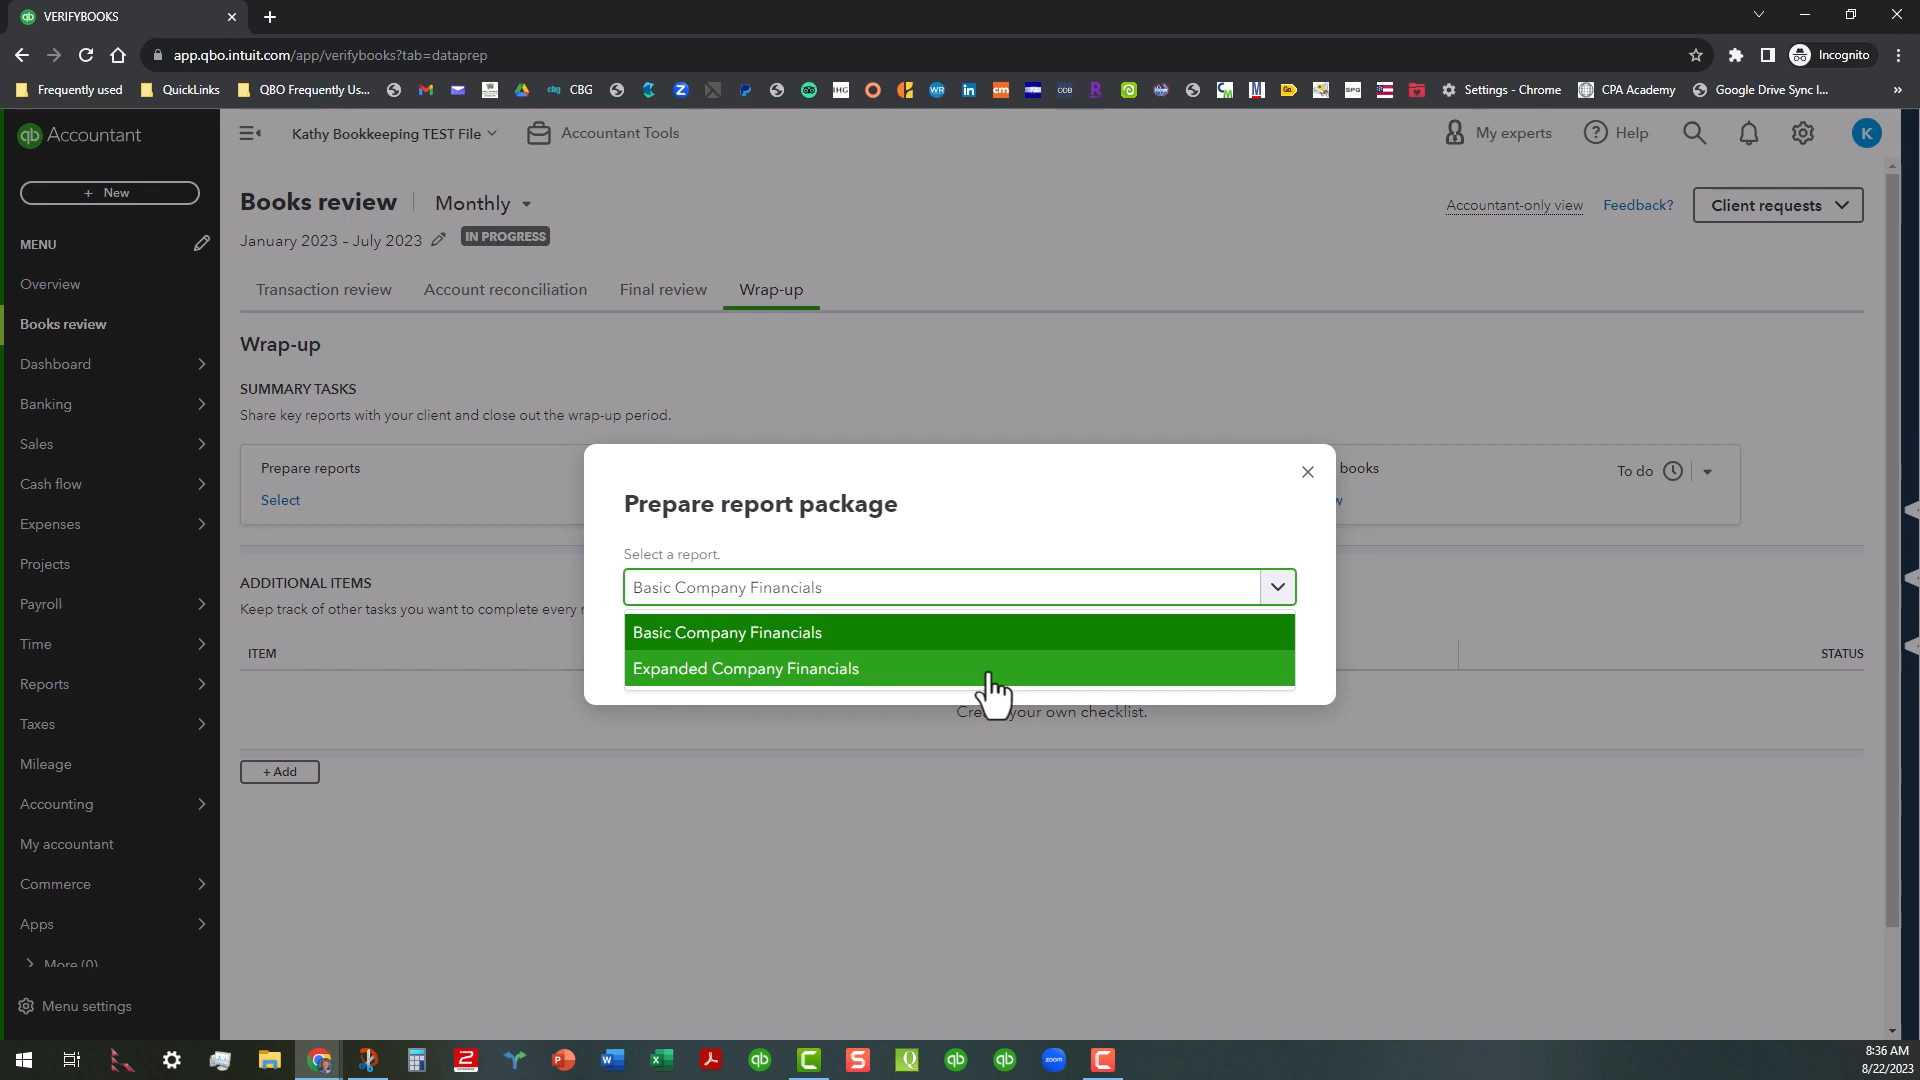 VERIFYBOOKS
app.qbo.intuit.com/app/verifybooks?tab=dataprep
Incognito
Frequently used
QuickLinks
QBO Frequently Us...
CBG
Settings - Chrome
CPA Academy
Google Drive Sync I...
»
qb Accountant
Kathy Bookkeeping TEST File
Accountant Tools
My experts
Help
K
+ New
MENU
Overview
Books review
Dashboard
Banking
Sales
Cash flow
Expenses
Projects
Payroll
Time
Reports
Taxes
Mileage
Accounting
My accountant
Commerce
Apps
More (0)
Menu settings
Books review
Monthly
Accountant-only view
Feedback?
Client requests
January 2023 – July 2023
IN PROGRESS
Transaction review
Account reconciliation
Final review
Wrap-up
Wrap-up
SUMMARY TASKS
Share key reports with your client and close out the wrap-up period.
Prepare reports
Select
books
To do
Prepare report package
Select a report.
Basic Company Financials
Basic Company Financials
Expanded Company Financials
ADDITIONAL ITEMS
Keep track of other tasks you want to complete every
ITEM
STATUS
your own checklist.
+ Add
8:36 AM
8/22/2023